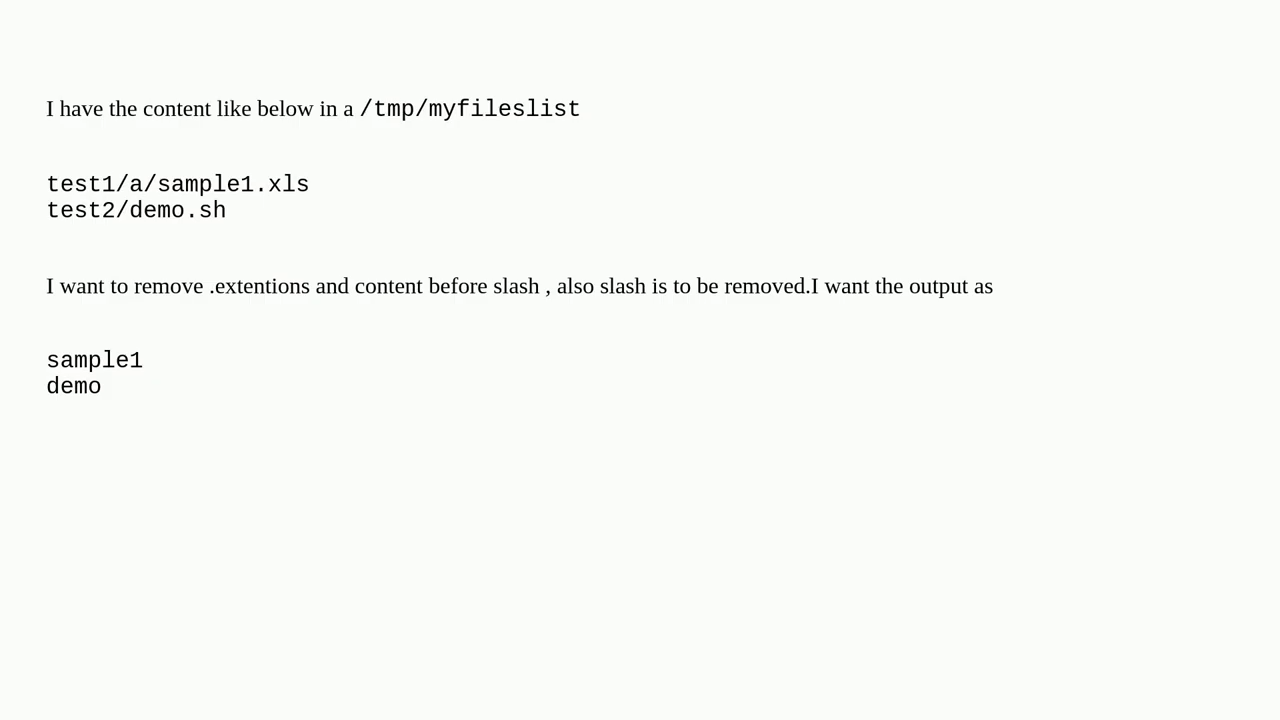 I have the content like below in a /tmp/myfileslist
test1/a/sample1.xls
test2/demo.sh
I want to remove .extentions and content before slash , also slash is to be removed.I want the output as
sample1
demo